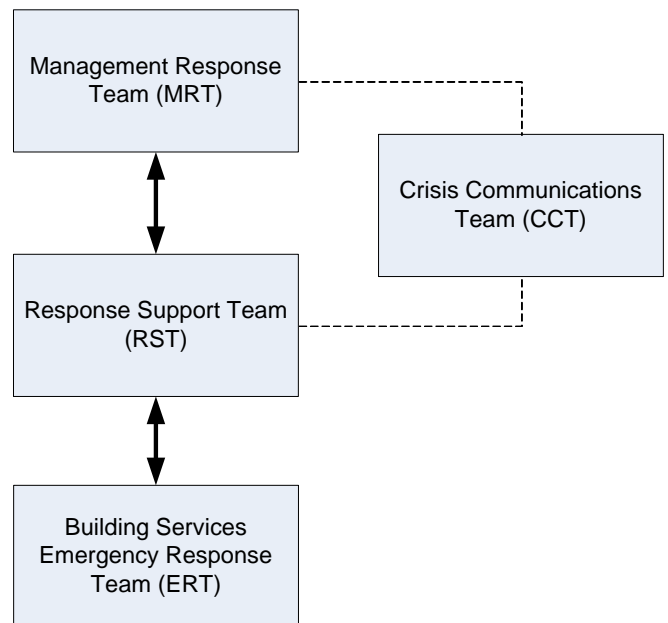 Management Response
Team (MRT)
Crisis Communications
Team (CCT)
Response Support Team
(RST)
Building Services
Emergency Response
Team (ERT)